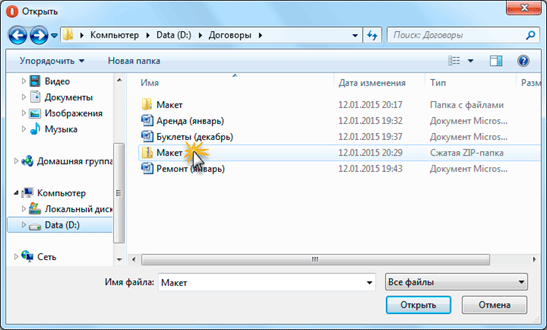 Открыть
Компьютер ▸ Data (D:) ▸ Договоры ▸
Поиск: Договоры
Упорядочить
Новая папка
Видео
Документы
Изображения
Музыка
Домашняя группа
Компьютер
Локальный диск
Data (D:)
Сеть
Имя Дата изменения Тип
Макет 12.01.2015 20:17 Папка с файлами
Аренда (январь) 12.01.2015 19:32 Документ Micros...
Буклеты (декабрь) 12.01.2015 19:37 Документ Micros...
Макет 12.01.2015 20:29 Сжатая ZIP-папка
Ремонт (январь) 12.01.2015 19:43 Документ Micros...
Имя файла: Макет
Все файлы
Открыть
Отмена